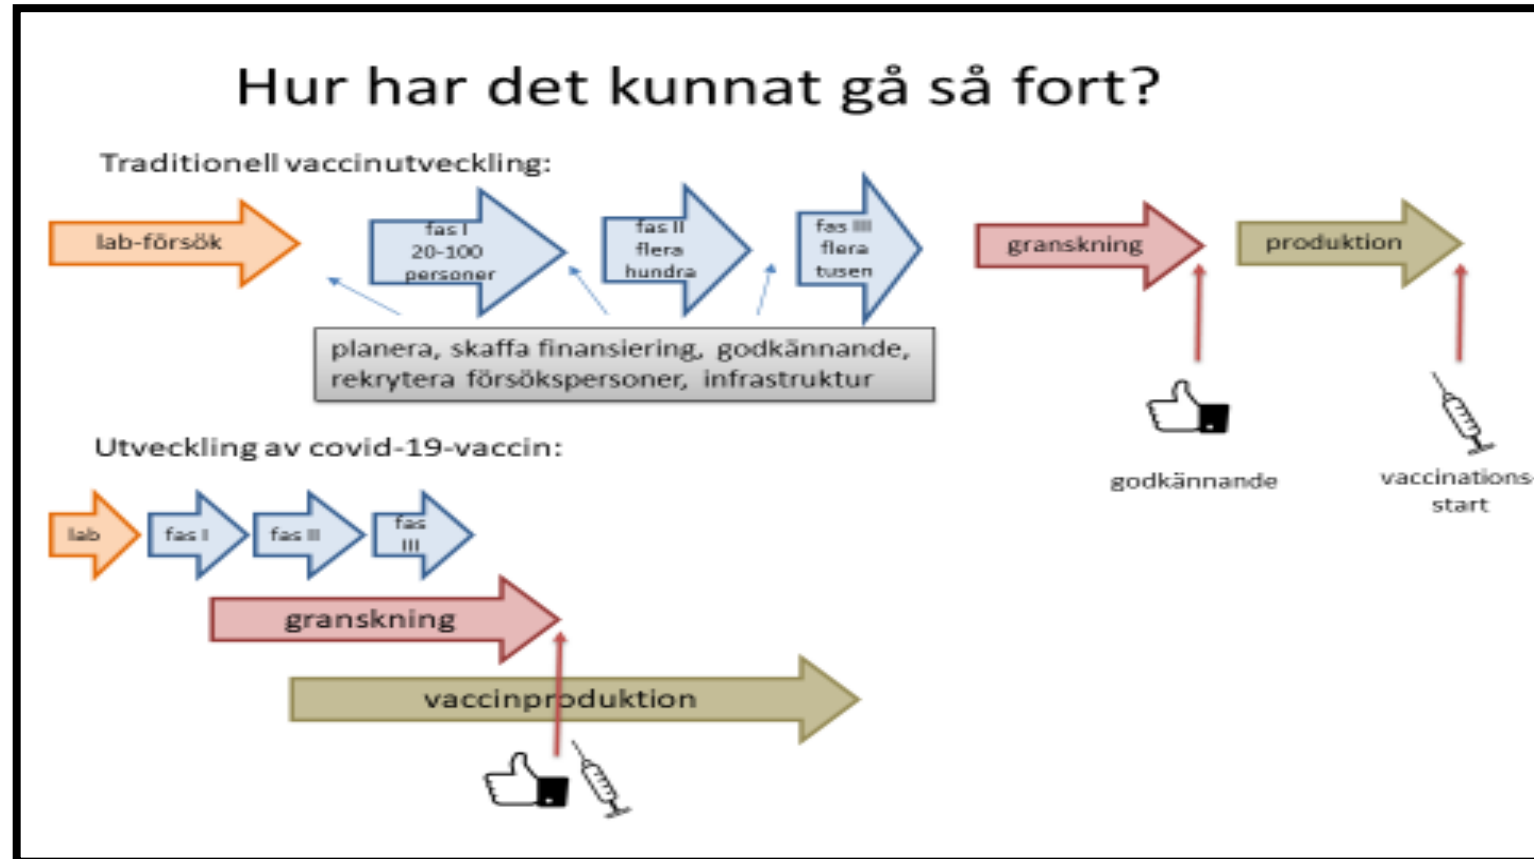 Hur har det kunnat gå så fort?
Traditionell vaccinutveckling:
lab-försök
fas I
20-100
personer
fas II
flera
hundra
fas III
flera
tusen
granskning
produktion
planera, skaffa finansiering, godkännande,
rekrytera försökspersoner, infrastruktur
godkännande
vaccinations-
start
Utveckling av covid-19-vaccin:
lab
fas I
fas II
fas
III
granskning
vaccinproduktion